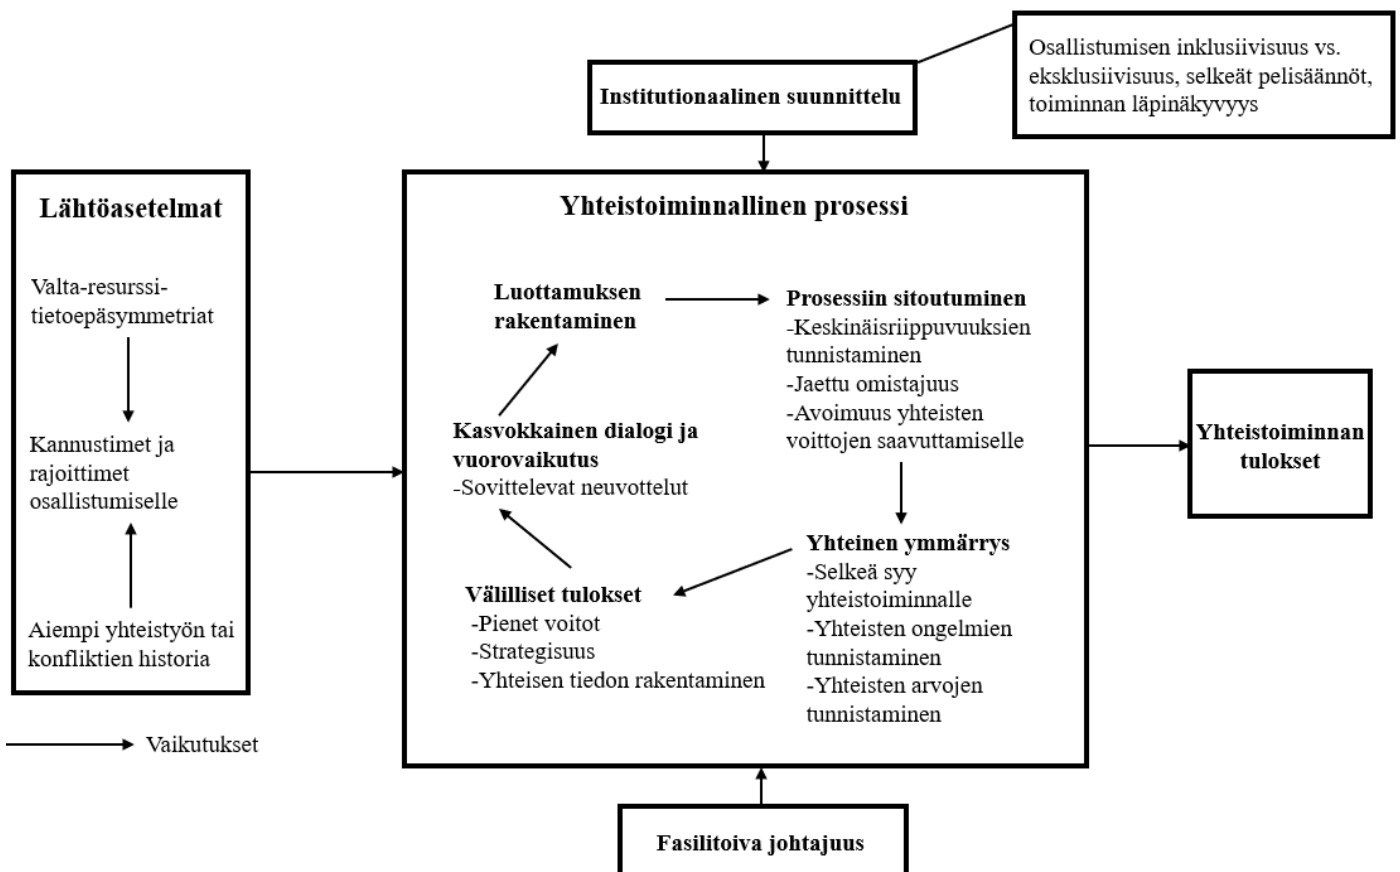 Osallistumisen inklusiivisuus vs.
eksklusiivisuus, selkeät pelisäännöt,
toiminnan läpinäkyvyys
Institutionaalinen suunnittelu
Lähtöasetelmat
Valta-resurssi-
tietoepäsymmetriat
Kannustimet ja
rajoittimet
osallistumiselle
Aiempi yhteistyön tai
konfliktien historia
Vaikutukset
Yhteistoiminnallinen prosessi
Luottamuksen
rakentaminen
Prosessiin sitoutuminen
-Keskinäisriippuvuuksien
tunnistaminen
-Jaettu omistajuus
-Avoimuus yhteisten
voittojen saavuttamiselle
Kasvokkainen dialogi ja
vuorovaikutus
-Sovittelevat neuvottelut
Yhteinen ymmärrys
-Selkeä syy
yhteistoiminnalle
-Yhteisten ongelmien
tunnistaminen
-Yhteisten arvojen
tunnistaminen
Välilliset tulokset
-Pienet voitot
-Strategisuus
-Yhteisen tiedon rakentaminen
Yhteistoiminnan
tulokset
Fasilitoiva johtajuus